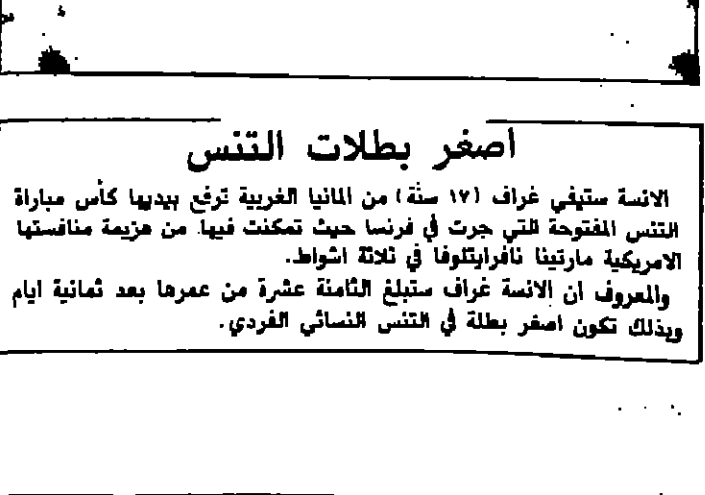 اصغر بطلات التنس
الانسة ستيفي غراف (١٧ سنة) من المانيا الغربية ترفع بيديها كأس مباراة
التنس المفتوحة التي جرت في فرنسا حيث تمكنت فيها. من هزيمة منافستها
الامريكية مارتينا نافراتيلوفا في ثلاثة اشواط.
والمعروف ان الانسة غراف ستبلغ الثامنة عشرة من عمرها بعد ثمانية ايام
وبذلك تكون اصغر بطلة في التنس النسائي الفردي.